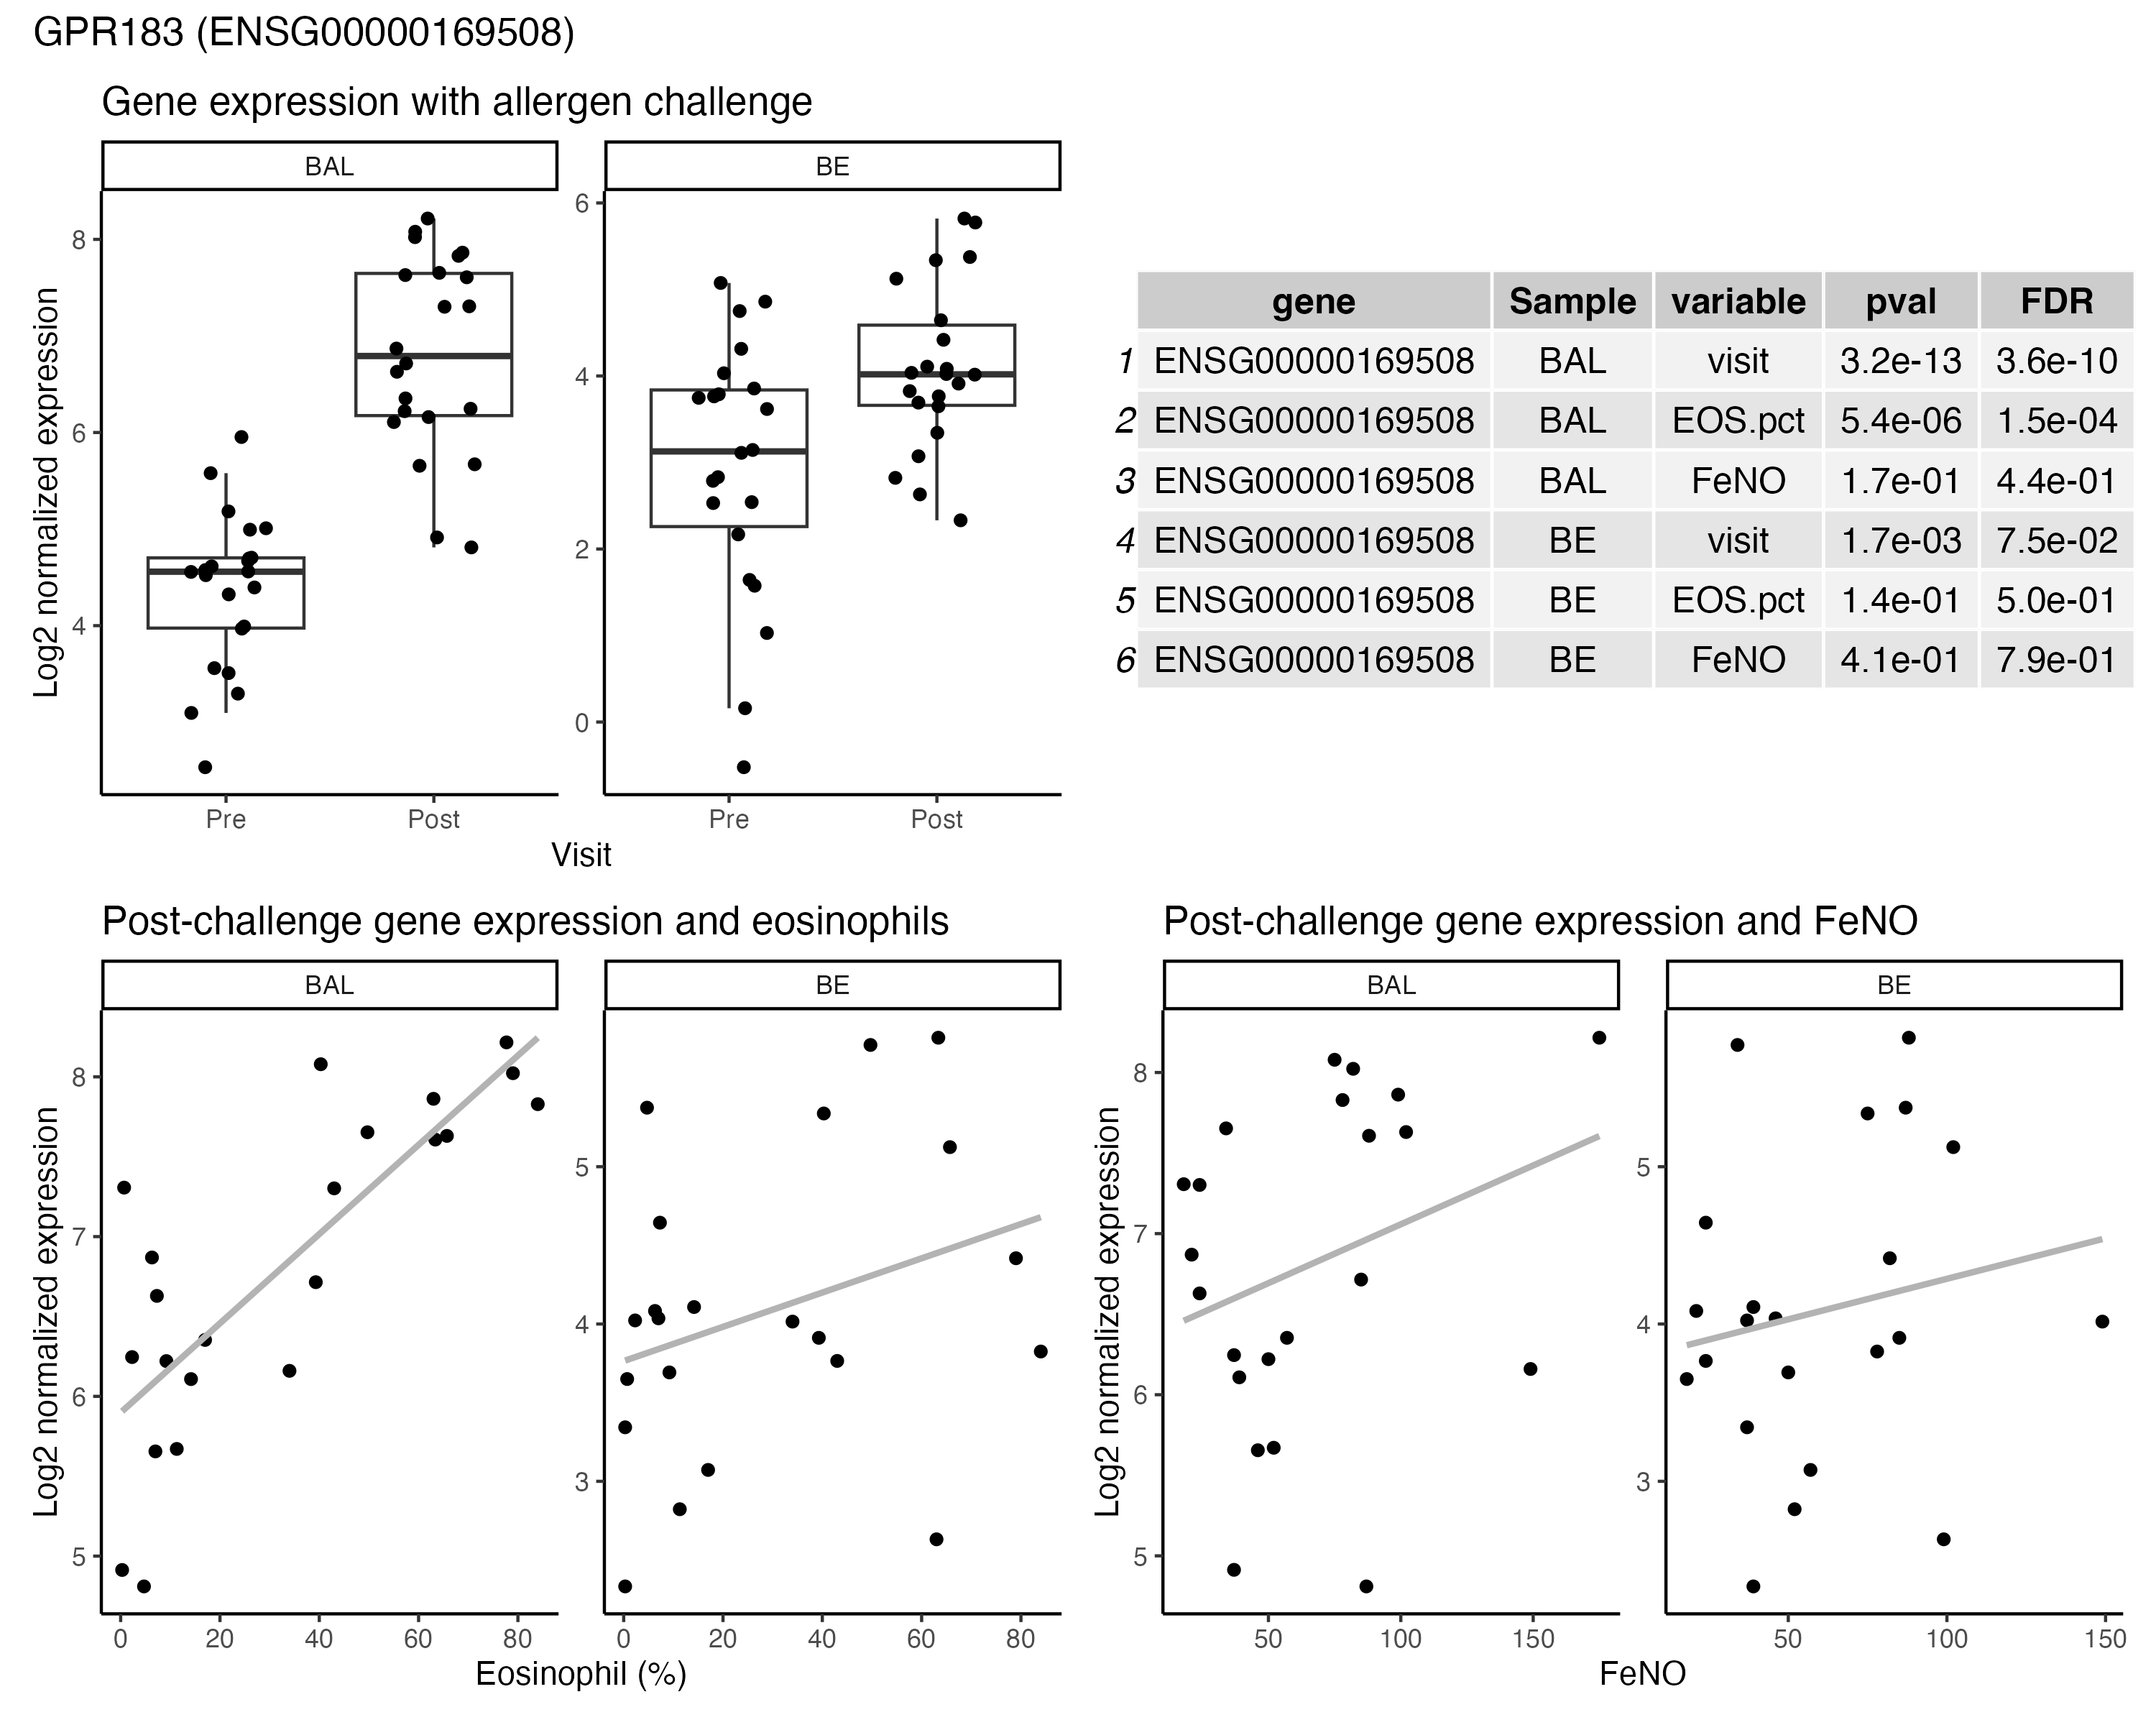 GPR183 (ENSG00000169508)
Gene expression with allergen challenge
BAL
BE
Log2 normalized expression
8
6
4
6
4
2
0
Pre
Post
Pre
Post
Visit
gene Sample variable pval FDR
1 ENSG00000169508 BAL visit 3.2e-13 3.6e-10
2 ENSG00000169508 BAL EOS.pct 5.4e-06 1.5e-04
3 ENSG00000169508 BAL FeNO 1.7e-01 4.4e-01
4 ENSG00000169508 BE visit 1.7e-03 7.5e-02
5 ENSG00000169508 BE EOS.pct 1.4e-01 5.0e-01
6 ENSG00000169508 BE FeNO 4.1e-01 7.9e-01
Post-challenge gene expression and eosinophils
BAL
BE
Log2 normalized expression
8
7
6
5
5
4
3
0 20 40 60 80
0 20 40 60 80
Eosinophil (%)
Post-challenge gene expression and FeNO
BAL
BE
Log2 normalized expression
8
7
6
5
5
4
3
50 100 150
50 100 150
FeNO